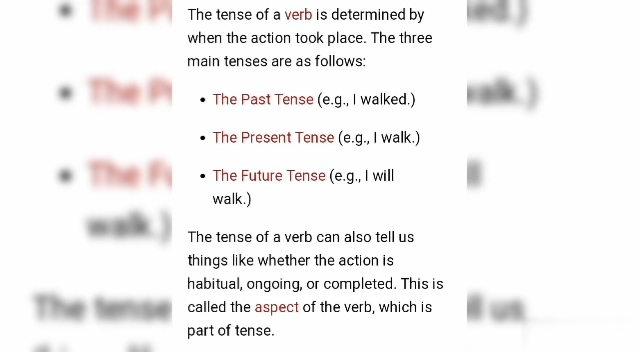 The tense of a verb is determined by
when the action took place. The three
main tenses are as follows:
• The Past Tense (e.g., I walked.)
• The Present Tense (e.g., I walk.)
• The Future Tense (e.g., I will
walk.)
The tense of a verb can also tell us
things like whether the action is
habitual, ongoing, or completed. This is
called the aspect of the verb, which is
part of tense.